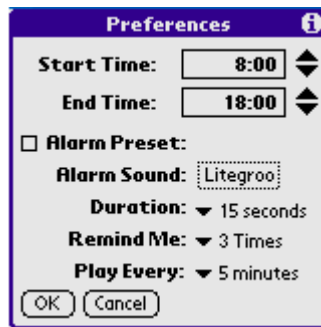 Preferences
Start Time: 8:00
End Time: 18:00
Alarm Preset:
Alarm Sound: Litegroo
Duration: 15 seconds
Remind Me: 3 Times
Play Every: 5 minutes
OK Cancel